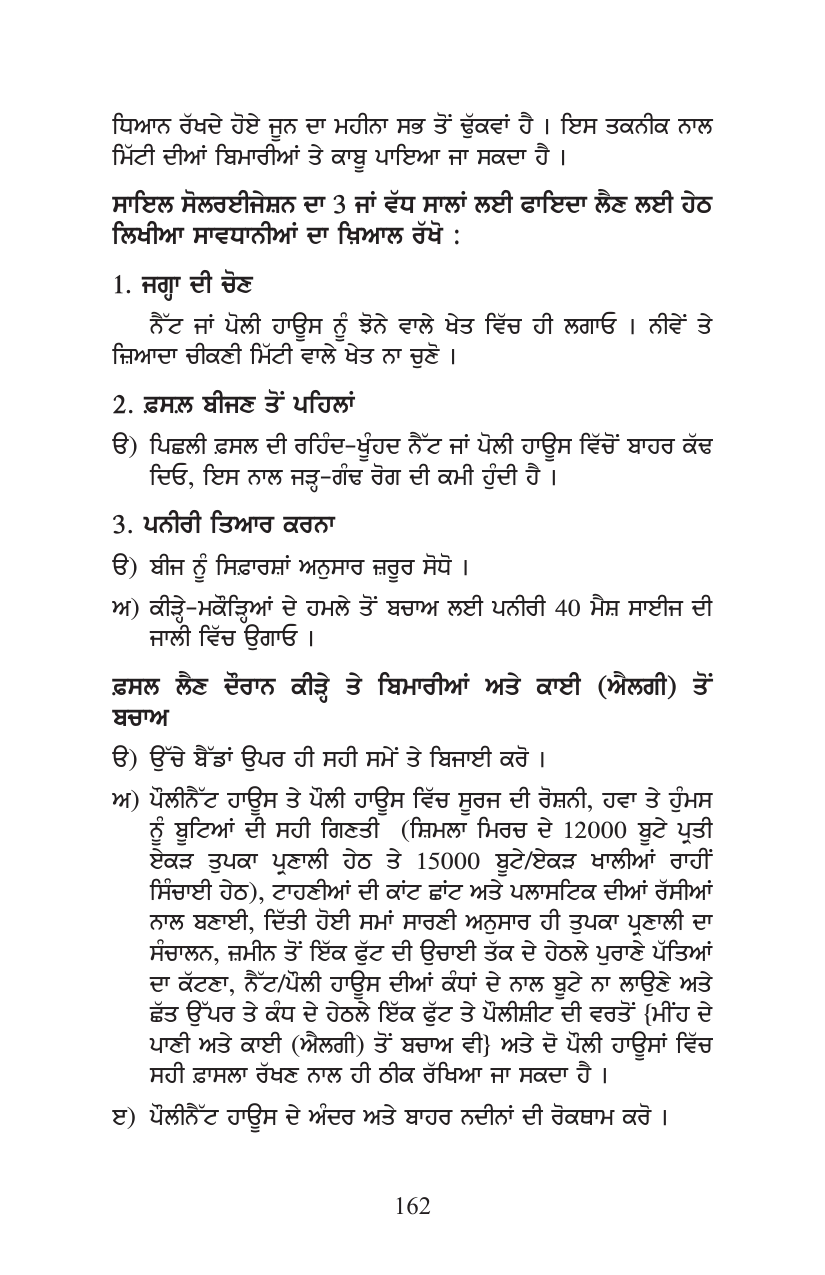 ਧਿਆਨ ਰੱਖਦੇ ਹੋਏ ਜੂਨ ਦਾ ਮਹੀਨਾ ਸਭ ਤੋਂ ਢੁੱਕਵਾਂ ਹੈ । ਇਸ ਤਕਨੀਕ ਨਾਲ
ਮਿੱਟੀ ਦੀਆਂ ਬਿਮਾਰੀਆਂ ਤੇ ਕਾਬੂ ਪਾਇਆ ਜਾ ਸਕਦਾ ਹੈ ।
ਸਾਇਲ ਸੋਲਰਈਜੇਸ਼ਨ ਦਾ 3 ਜਾਂ ਵੱਧ ਸਾਲਾਂ ਲਈ ਫਾਇਦਾ ਲੈਣ ਲਈ ਹੇਠ
ਲਿਖੀਆ ਸਾਵਧਾਨੀਆਂ ਦਾ ਖ਼ਿਆਲ ਰੱਖੋ :
1. ਜਗ੍ਹਾ ਦੀ ਚੋਣ
ਨੈੱਟ ਜਾਂ ਪੋਲੀ ਹਾਊਸ ਨੂੰ ਝੋਨੇ ਵਾਲੇ ਖੇਤ ਵਿੱਚ ਹੀ ਲਗਾਓ । ਨੀਵੇਂ ਤੇ
ਜ਼ਿਆਦਾ ਚੀਕਣੀ ਮਿੱਟੀ ਵਾਲੇ ਖੇਤ ਨਾ ਚੁਣੋ ।
2. ਫ਼ਸਲ ਬੀਜਣ ਤੋਂ ਪਹਿਲਾਂ
ੳ) ਪਿਛਲੀ ਫ਼ਸਲ ਦੀ ਰਹਿੰਦ-ਖੂੰਹਦ ਨੈੱਟ ਜਾਂ ਪੋਲੀ ਹਾਊਸ ਵਿੱਚੋਂ ਬਾਹਰ ਕੱਢ
ਦਿਓ, ਇਸ ਨਾਲ ਜੜ੍ਹ-ਗੰਢ ਰੋਗ ਦੀ ਕਮੀ ਹੁੰਦੀ ਹੈ ।
3. ਪਨੀਰੀ ਤਿਆਰ ਕਰਨਾ
ੳ) ਬੀਜ ਨੂੰ ਸਿਫ਼ਾਰਸ਼ਾਂ ਅਨੁਸਾਰ ਜ਼ਰੂਰ ਸੋਧੋ ।
ਅ) ਕੀੜ੍ਹੇ-ਮਕੌੜਿ੍ਹਆਂ ਦੇ ਹਮਲੇ ਤੋਂ ਬਚਾਅ ਲਈ ਪਨੀਰੀ 40 ਮੈਸ਼ ਸਾਈਜ ਦੀ
ਜਾਲੀ ਵਿੱਚ ਉਗਾਓ ।
ਫ਼ਸਲ ਲੈਣ ਦੌਰਾਨ ਕੀੜ੍ਹੇ ਤੇ ਬਿਮਾਰੀਆਂ ਅਤੇ ਕਾਈ (ਐਲਗੀ) ਤੋਂ
ਬਚਾਅ
ੳ) ਉੱਚੇ ਬੈੱਡਾਂ ਉਪਰ ਹੀ ਸਹੀ ਸਮੇਂ ਤੇ ਬਿਜਾਈ ਕਰੋ ।
ਅ) ਪੌਲੀਨੈੱਟ ਹਾਊਸ ਤੇ ਪੌਲੀ ਹਾਊਸ ਵਿੱਚ ਸੂਰਜ ਦੀ ਰੋਸ਼ਨੀ, ਹਵਾ ਤੇ ਹੁੰਮਸ
ਨੂੰ ਬੂਟਿਆਂ ਦੀ ਸਹੀ ਗਿਣਤੀ (ਸ਼ਿਮਲਾ ਮਿਰਚ ਦੇ 12000 ਬੂਟੇ ਪ੍ਰਤੀ
ਏਕੜ ਤੁਪਕਾ ਪ੍ਰਣਾਲੀ ਹੇਠ ਤੇ 15000 ਬੂਟੇ/ਏਕੜ ਖਾਲੀਆਂ ਰਾਹੀਂ
ਸਿੰਚਾਈ ਹੇਠ), ਟਾਹਣੀਆਂ ਦੀ ਕਾਂਟ ਛਾਂਟ ਅਤੇ ਪਲਾਸਟਿਕ ਦੀਆਂ ਰੱਸੀਆਂ
ਨਾਲ ਬਣਾਈ, ਦਿੱਤੀ ਹੋਈ ਸਮਾਂ ਸਾਰਣੀ ਅਨੁਸਾਰ ਹੀ ਤੁਪਕਾ ਪ੍ਰਣਾਲੀ ਦਾ
ਸੰਚਾਲਨ, ਜ਼ਮੀਨ ਤੋਂ ਇੱਕ ਫੁੱਟ ਦੀ ਉਚਾਈ ਤੱਕ ਦੇ ਹੇਠਲੇ ਪੁਰਾਣੇ ਪੱਤਿਆਂ
ਦਾ ਕੱਟਣਾ, ਨੈੱਟ/ਪੌਲੀ ਹਾਊਸ ਦੀਆਂ ਕੰਧਾਂ ਦੇ ਨਾਲ ਬੂਟੇ ਨਾ ਲਾਉਣੇ ਅਤੇ
ਛੱਤ ਉੱਪਰ ਤੇ ਕੰਧ ਦੇ ਹੇਠਲੇ ਇੱਕ ਫੁੱਟ ਤੇ ਪੌਲੀਸ਼ੀਟ ਦੀ ਵਰਤੋਂ {ਮੀਂਹ ਦੇ
ਪਾਣੀ ਅਤੇ ਕਾਈ (ਐਲਗੀ) ਤੋਂ ਬਚਾਅ ਵੀ} ਅਤੇ ਦੋ ਪੌਲੀ ਹਾਊਸਾਂ ਵਿੱਚ
ਸਹੀ ਫ਼ਾਸਲਾ ਰੱਖਣ ਨਾਲ ਹੀ ਠੀਕ ਰੱਖਿਆ ਜਾ ਸਕਦਾ ਹੈ ।
ੲ) ਪੌਲੀਨੈੱਟ ਹਾਊਸ ਦੇ ਅੰਦਰ ਅਤੇ ਬਾਹਰ ਨਦੀਨਾਂ ਦੀ ਰੋਕਥਾਮ ਕਰੋ ।
162